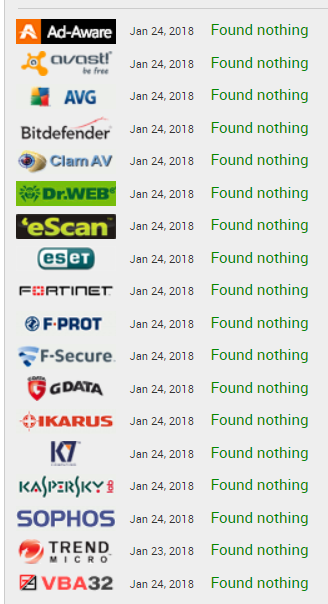 Ad-Aware Jan 24, 2018 Found nothing
avast! be free Jan 24, 2018 Found nothing
AVG Jan 24, 2018 Found nothing
Bitdefender Jan 24, 2018 Found nothing
ClamAV Jan 24, 2018 Found nothing
Dr.WEB® Jan 24, 2018 Found nothing
eScan Jan 24, 2018 Found nothing
eseT Jan 24, 2018 Found nothing
FORTINET Jan 24, 2018 Found nothing
F-PROT Jan 24, 2018 Found nothing
F-Secure. Jan 24, 2018 Found nothing
G DATA Jan 24, 2018 Found nothing
IKARUS Jan 24, 2018 Found nothing
K7 Jan 24, 2018 Found nothing
KASPERSKY lab Jan 24, 2018 Found nothing
SOPHOS Jan 24, 2018 Found nothing
TREND MICRO Jan 23, 2018 Found nothing
VBA32 Jan 24, 2018 Found nothing